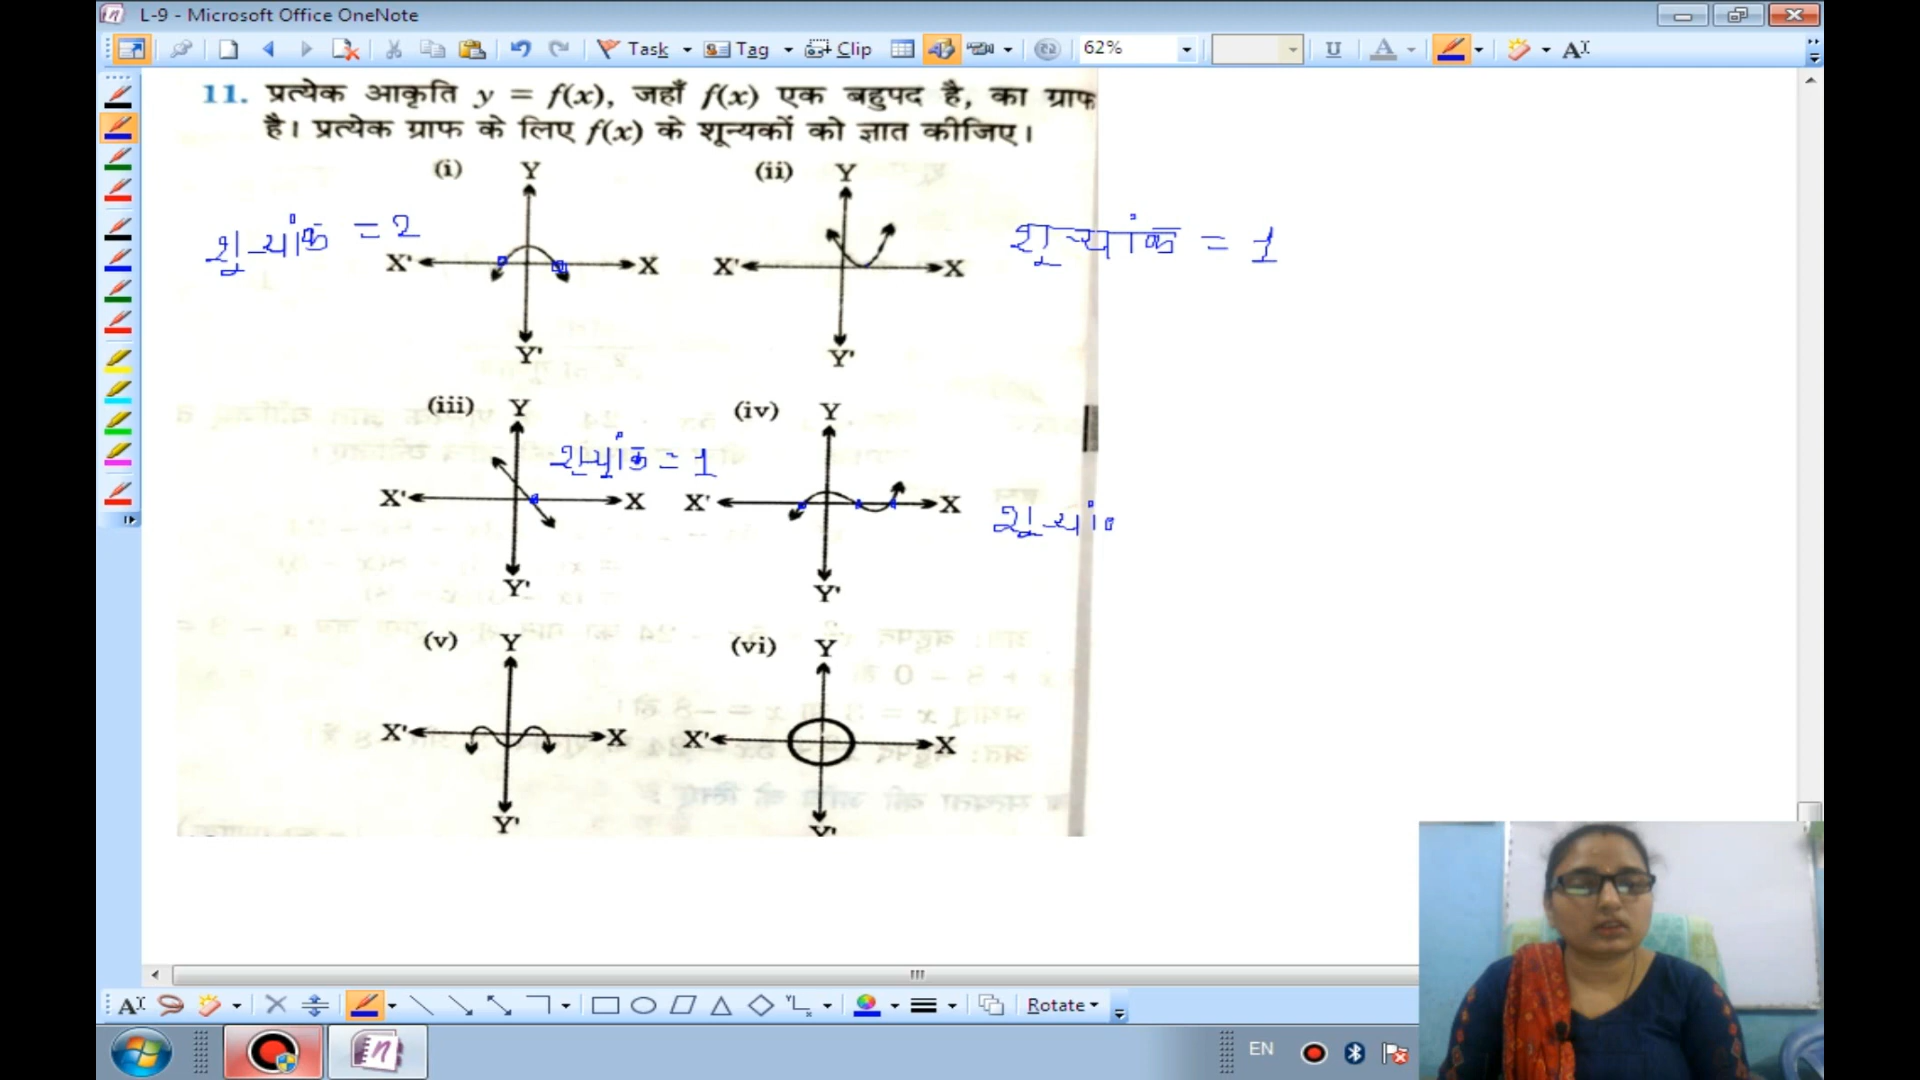 L-9 - Microsoft Office OneNote
Task Tag Clip 62% U A A
11. प्रत्येक आकृति y = f(x), जहाँ f(x) एक बहुपद है, का ग्राफ
है। प्रत्येक ग्राफ के लिए f(x) के शून्यकों को ज्ञात कीजिए।
(i) Y (ii) Y
शून्यांक = 2 शून्यांक = 1
X' X X' X
Y' Y'
(iii) Y (iv) Y
शून्यांक = 1
X' X X' X
शून्यां
Y' Y'
(v) Y (vi) Y
X' X X' X
Y' Y'
A Rotate
EN